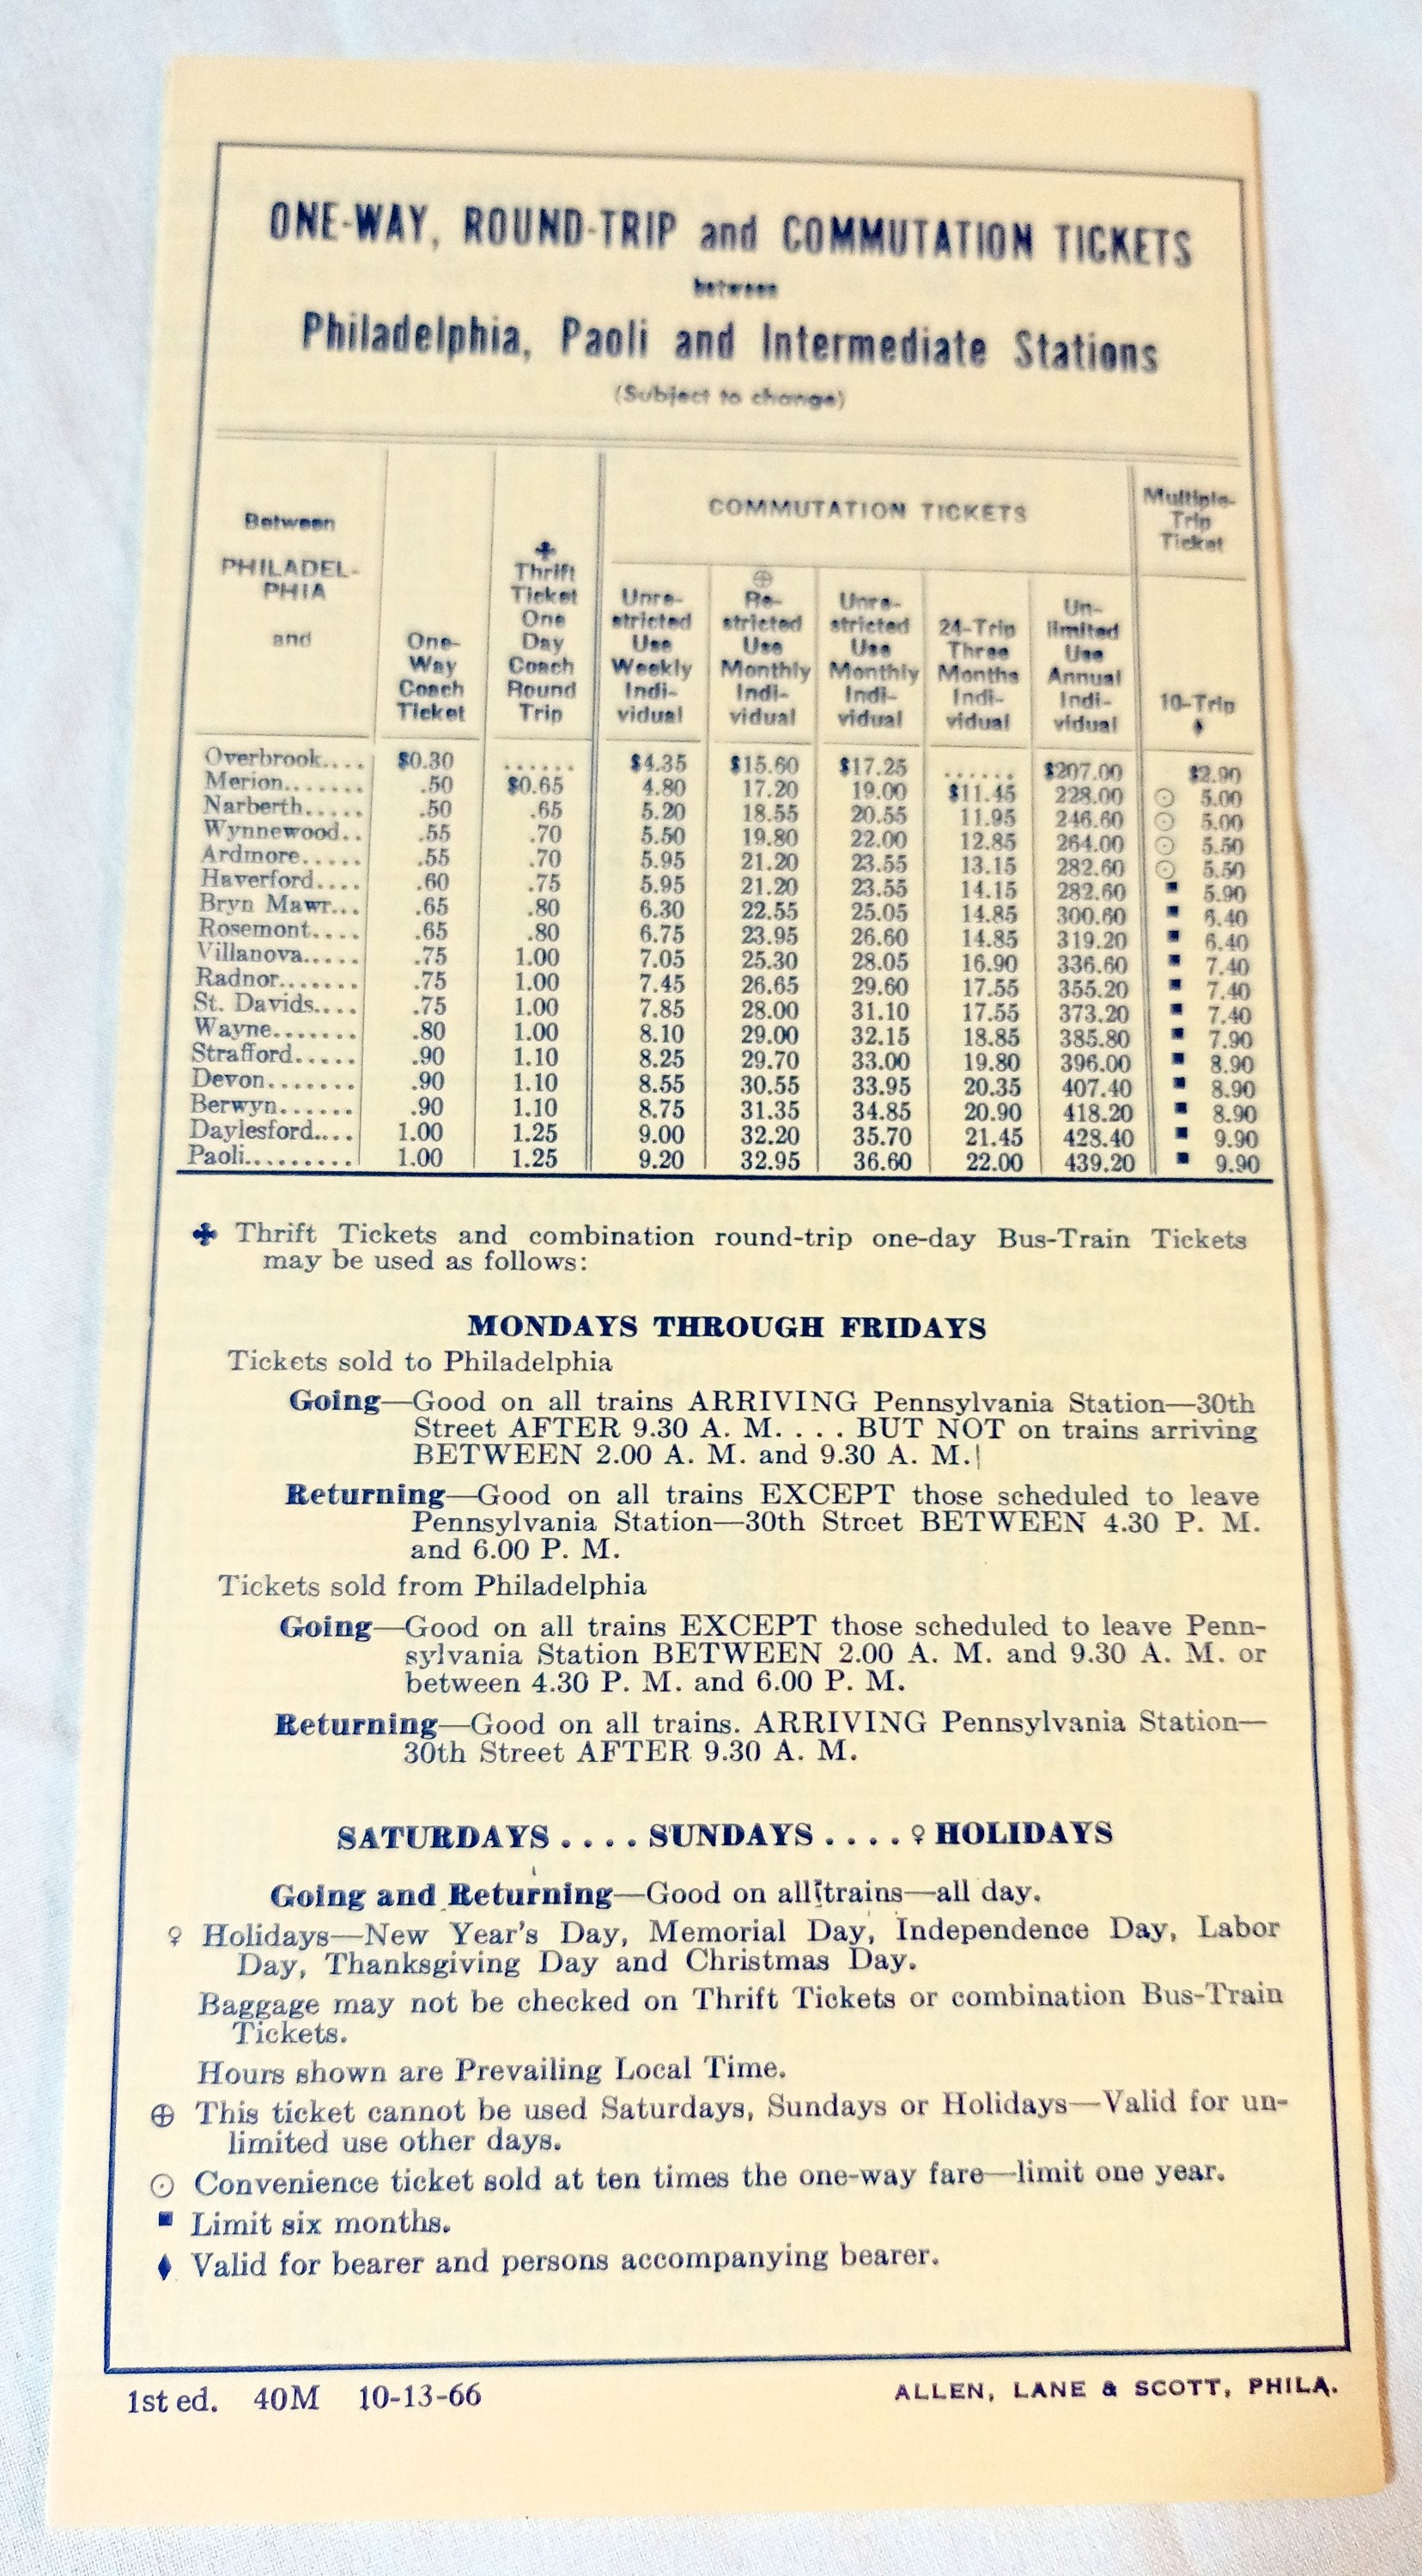 ONE-WAY, ROUND-TRIP and COMMUTATION TICKETS
between
Philadelphia, Paoli and Intermediate Stations
(Subject to change)
Between PHILADEL-PHIA and
One-Way Coach Ticket
✤ Thrift Ticket One Day Coach Round Trip
COMMUTATION TICKETS
Unre-stricted Use Weekly Indi-vidual
⊕ Re-stricted Use Monthly Indi-vidual
Unre-stricted Use Monthly Indi-vidual
24-Trip Three Months Indi-vidual
Un-limited Use Annual Indi-vidual
Multiple-Trip Ticket
10-Trip ♦
Overbrook.... $0.30 ...... $4.35 $15.60 $17.25 ...... $207.00 $2.90
Merion....... .50 $0.65 4.80 17.20 19.00 $11.45 228.00 ⊙ 5.00
Narberth..... .50 .65 5.20 18.55 20.55 11.95 246.60 ⊙ 5.00
Wynnewood.. .55 .70 5.50 19.80 22.00 12.85 264.00 ⊙ 5.50
Ardmore..... .55 .70 5.95 21.20 23.55 13.15 282.60 ⊙ 5.50
Haverford.... .60 .75 5.95 21.20 23.55 14.15 282.60 ■ 5.90
Bryn Mawr... .65 .80 6.30 22.55 25.05 14.85 300.60 ■ 6.40
Rosemont.... .65 .80 6.75 23.95 26.60 14.85 319.20 ■ 6.40
Villanova..... .75 1.00 7.05 25.30 28.05 16.90 336.60 ■ 7.40
Radnor....... .75 1.00 7.45 26.65 29.60 17.55 355.20 ■ 7.40
St. Davids.... .75 1.00 7.85 28.00 31.10 17.55 373.20 ■ 7.40
Wayne....... .80 1.00 8.10 29.00 32.15 18.85 385.80 ■ 7.90
Strafford..... .90 1.10 8.25 29.70 33.00 19.80 396.00 ■ 8.90
Devon....... .90 1.10 8.55 30.55 33.95 20.35 407.40 ■ 8.90
Berwyn...... .90 1.10 8.75 31.35 34.85 20.90 418.20 ■ 8.90
Daylesford.... 1.00 1.25 9.00 32.20 35.70 21.45 428.40 ■ 9.90
Paoli......... 1.00 1.25 9.20 32.95 36.60 22.00 439.20 ■ 9.90
✤ Thrift Tickets and combination round-trip one-day Bus-Train Tickets
may be used as follows:
MONDAYS THROUGH FRIDAYS
Tickets sold to Philadelphia
Going—Good on all trains ARRIVING Pennsylvania Station—30th
Street AFTER 9.30 A. M. . . . BUT NOT on trains arriving
BETWEEN 2.00 A. M. and 9.30 A. M.
Returning—Good on all trains EXCEPT those scheduled to leave
Pennsylvania Station—30th Street BETWEEN 4.30 P. M.
and 6.00 P. M.
Tickets sold from Philadelphia
Going—Good on all trains EXCEPT those scheduled to leave Penn-
sylvania Station BETWEEN 2.00 A. M. and 9.30 A. M. or
between 4.30 P. M. and 6.00 P. M.
Returning—Good on all trains. ARRIVING Pennsylvania Station—
30th Street AFTER 9.30 A. M.
SATURDAYS . . . . SUNDAYS . . . . ♀ HOLIDAYS
Going and Returning—Good on all trains—all day.
♀ Holidays—New Year's Day, Memorial Day, Independence Day, Labor
Day, Thanksgiving Day and Christmas Day.
Baggage may not be checked on Thrift Tickets or combination Bus-Train
Tickets.
Hours shown are Prevailing Local Time.
⊕ This ticket cannot be used Saturdays, Sundays or Holidays—Valid for un-
limited use other days.
⊙ Convenience ticket sold at ten times the one-way fare—limit one year.
■ Limit six months.
♦ Valid for bearer and persons accompanying bearer.
1st ed. 40M 10-13-66 ALLEN, LANE & SCOTT, PHILA.